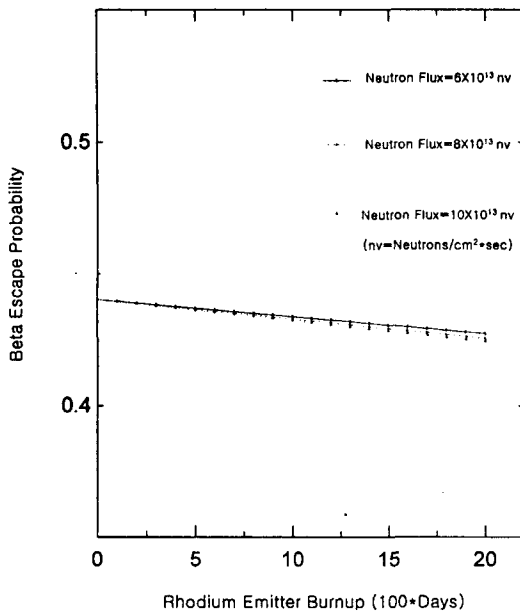 Neutron Flux=6X10¹³ nv
Neutron Flux=8X10¹³ nv
Neutron Flux=10X10¹³ nv
(nv=Neutrons/cm²*sec)
Beta Escape Probability
0.5
0.4
0 5 10 15 20
Rhodium Emitter Burnup (100*Days)